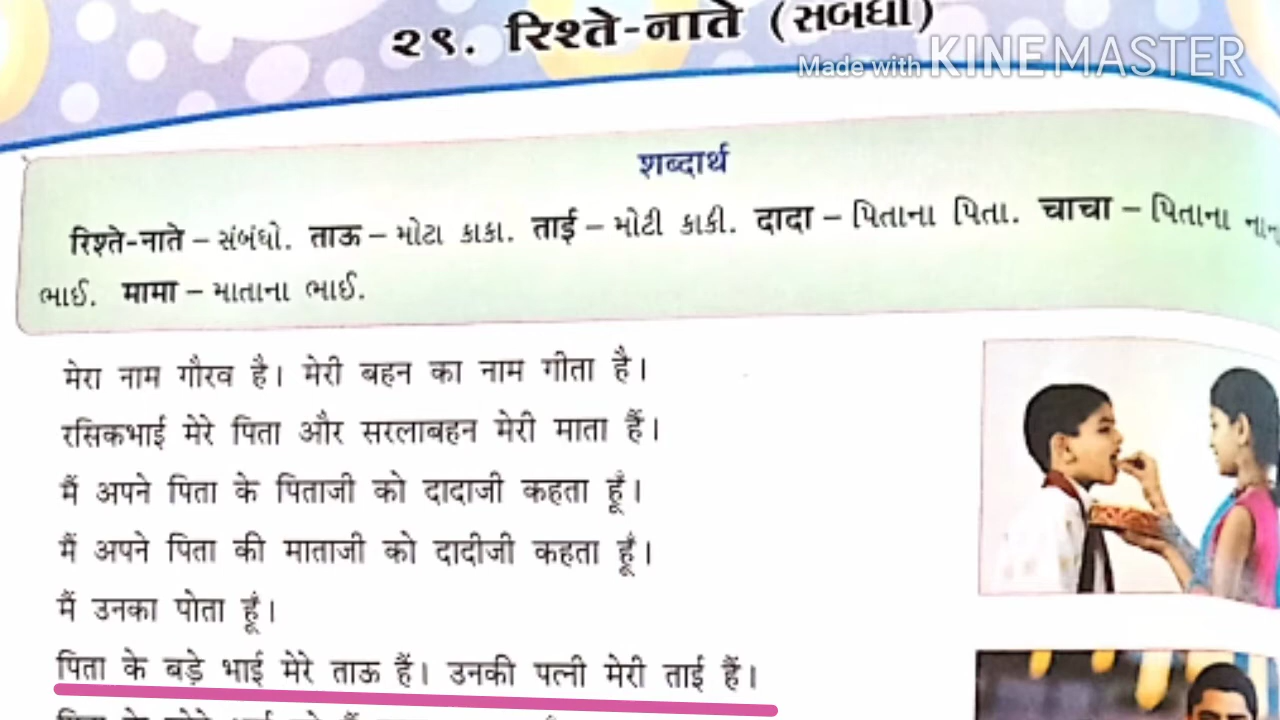 २९. रिश्ते-नाते (સંબંધો)
Made with KINEMASTER
शब्दार्थ
रिश्ते-नाते – સંબંધો. ताऊ – મોટા કાકા. ताई – મોટી કાકી. दादा – પિતાના પિતા. चाचा – પિતાના
ભાઈ. मामा – માતાના ભાઈ.
मेरा नाम गौरव है। मेरी बहन का नाम गीता है।
रसिकभाई मेरे पिता और सरलाबहन मेरी माता हैं।
मैं अपने पिता के पिताजी को दादाजी कहता हूँ।
मैं अपने पिता की माताजी को दादीजी कहता हूँ।
मैं उनका पोता हूँ।
पिता के बड़े भाई मेरे ताऊ हैं। उनकी पत्नी मेरी ताई हैं।